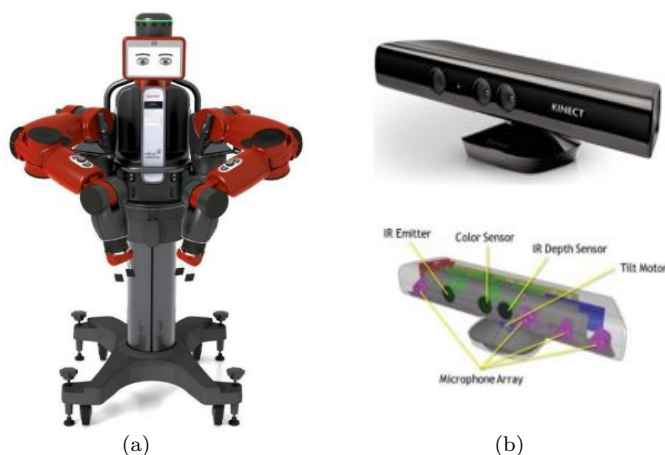 KINECT
IR Emitter
Color Sensor
IR Depth Sensor
Tilt Motor
Microphone Array
(a)
(b)